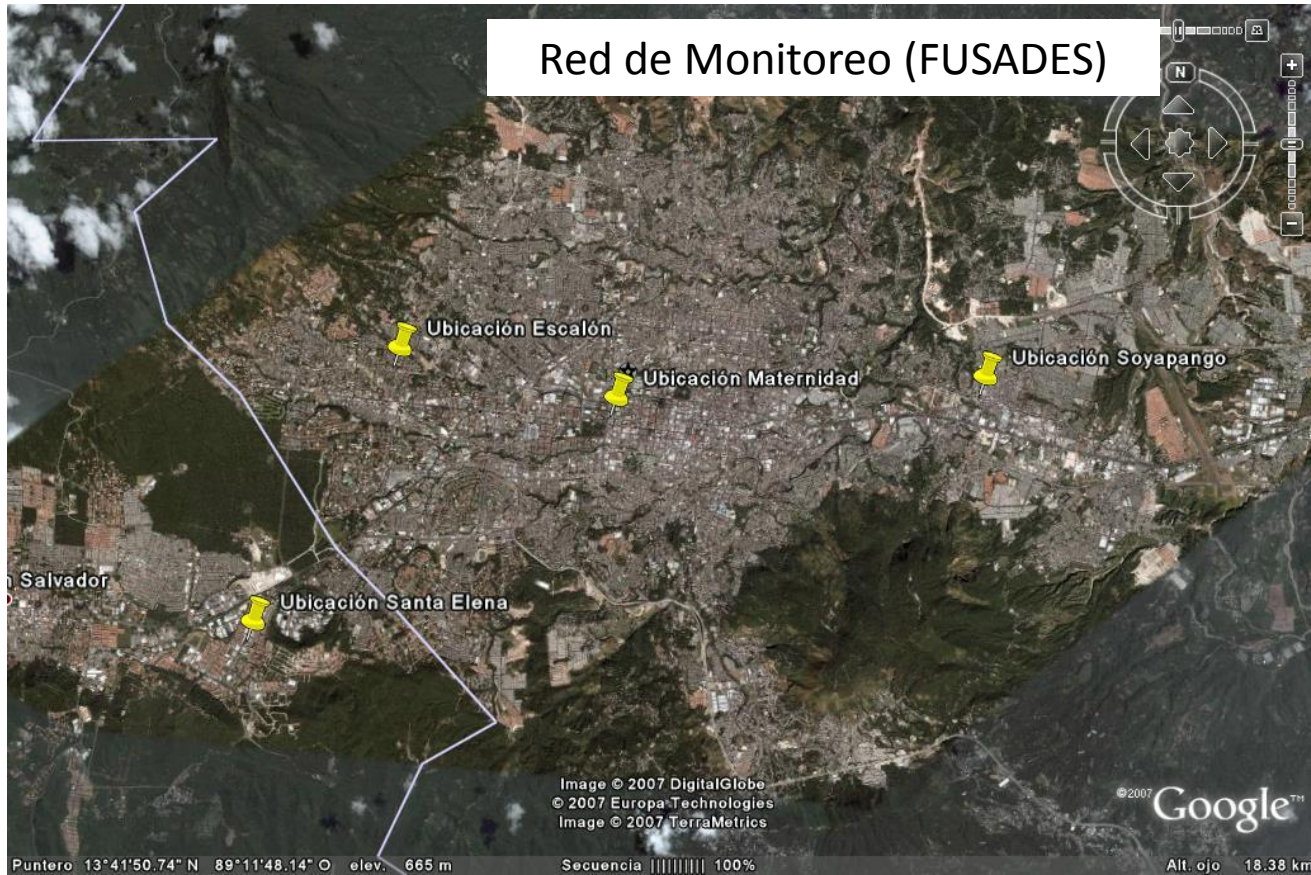 Red de Monitoreo (FUSADES)
N
Ubicación Escalón
Ubicación Soyapango
Ubicación Maternidad
n Salvador
Ubicación Santa Elena
Image © 2007 DigitalGlobe
© 2007 Europa Technologies
Image © 2007 TerraMetrics
©2007 Google™
Puntero 13°41'50.74" N 89°11'48.14" O elev. 665 m Secuencia |||||||||| 100% Alt. ojo 18.38 km